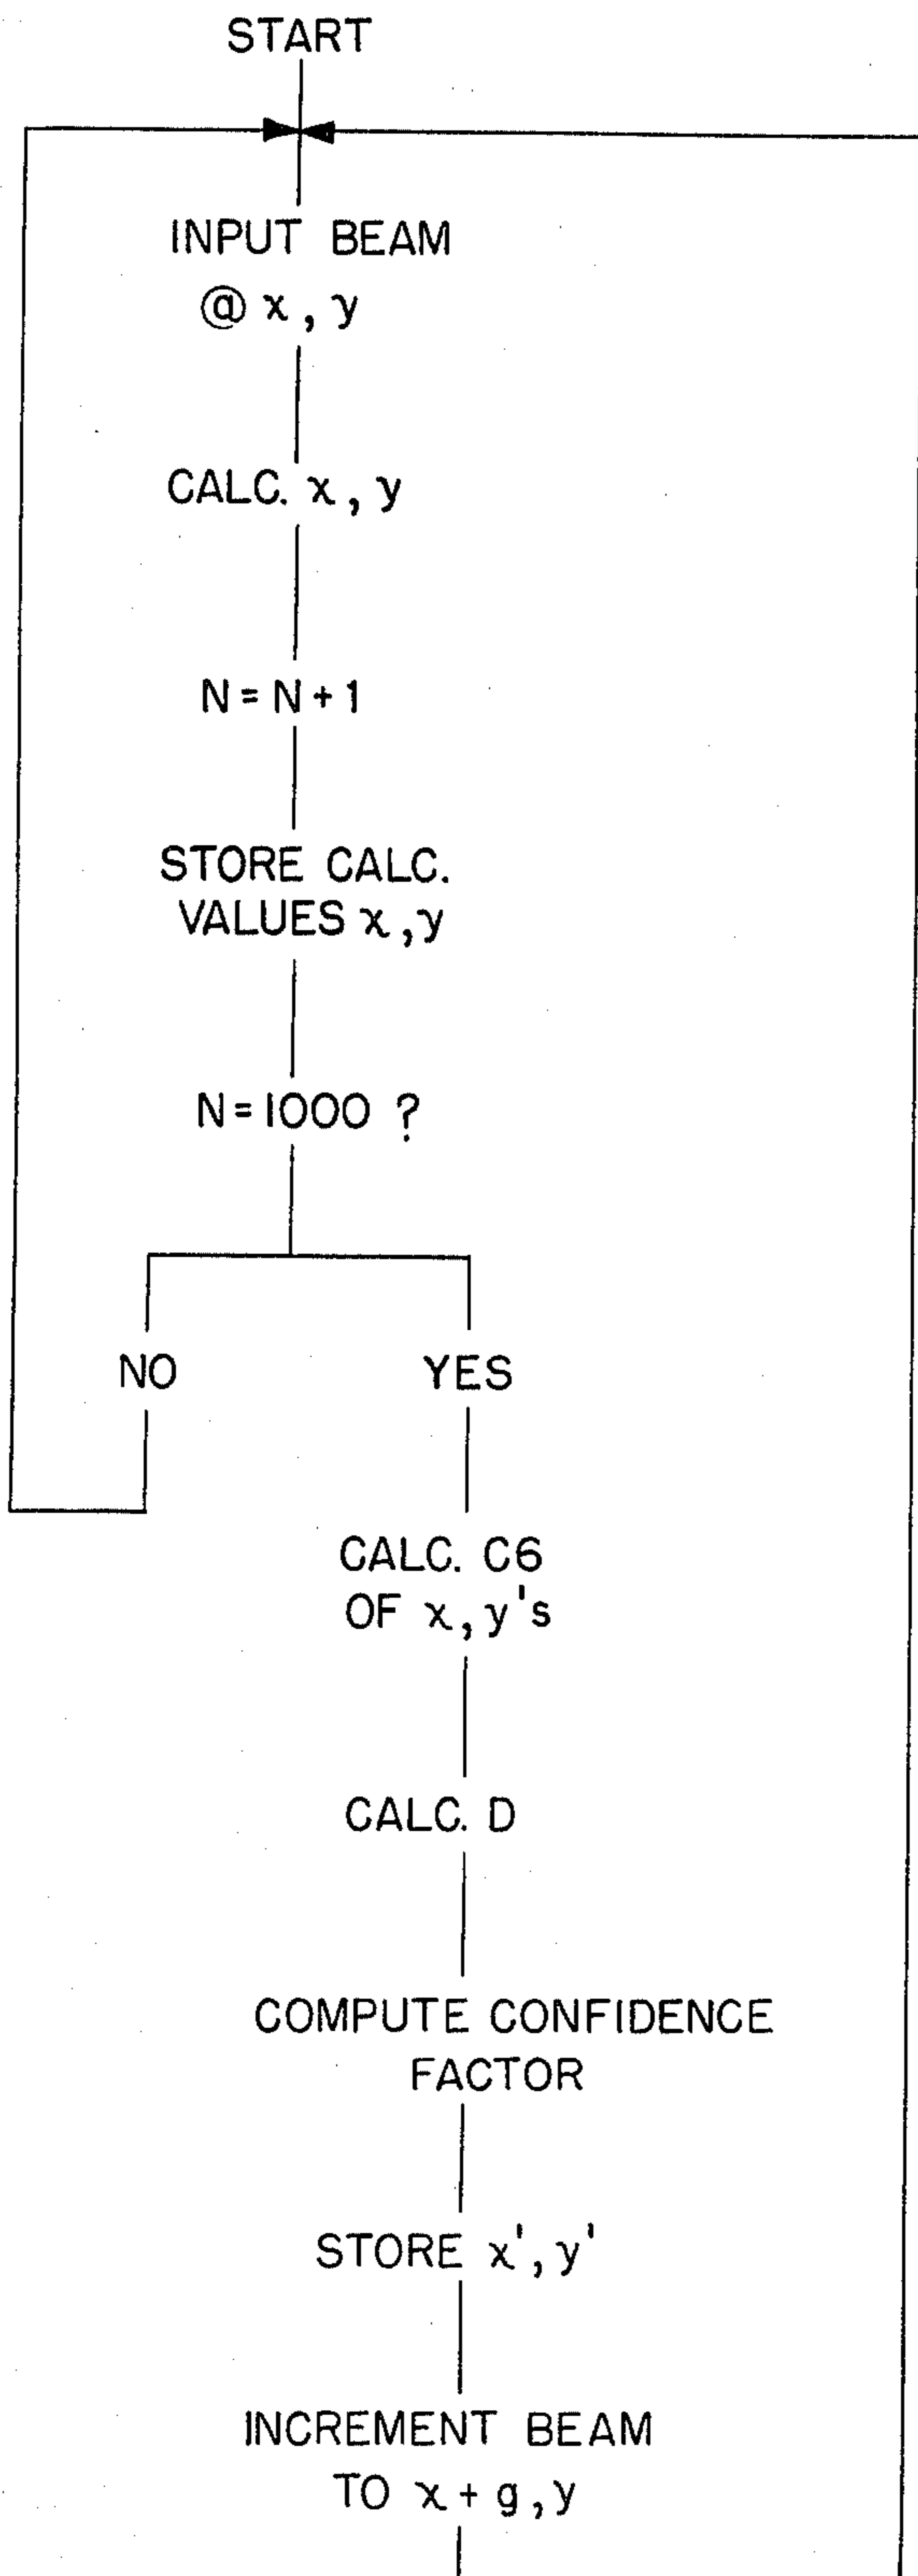 START
INPUT BEAM
@ x, y
CALC. x, y
N = N + 1
STORE CALC.
VALUES x, y
N = 1000 ?
NO YES
CALC. C6
OF x, y's
CALC. D
COMPUTE CONFIDENCE
FACTOR
STORE x', y'
INCREMENT BEAM
TO x + g, y